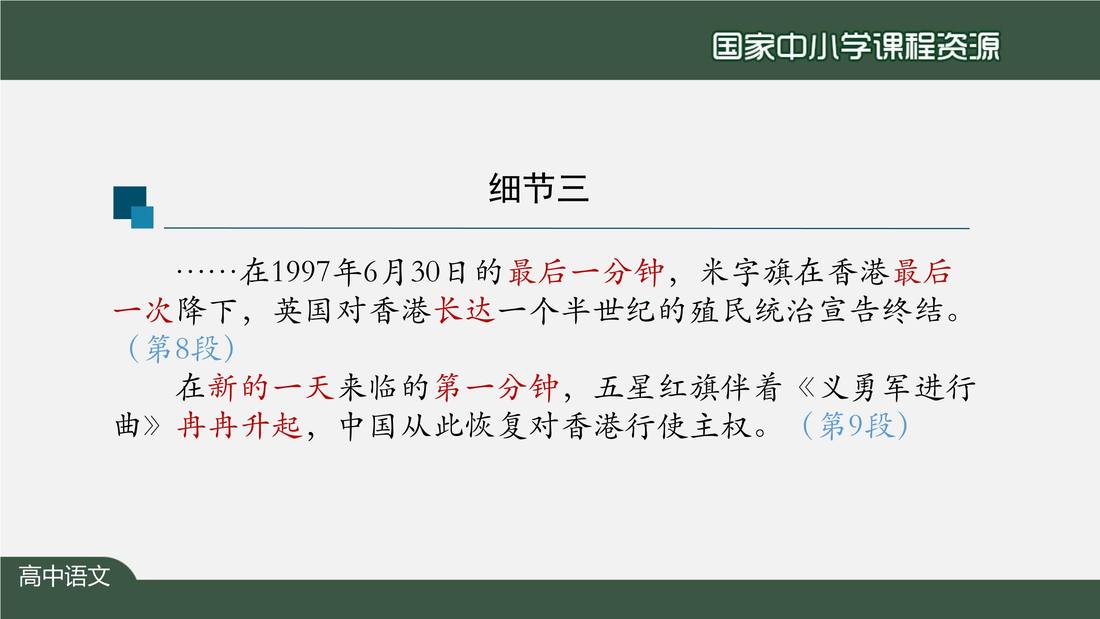 国家中小学课程资源
细节三
……在1997年6月30日的最后一分钟，米字旗在香港最后
一次降下，英国对香港长达一个半世纪的殖民统治宣告终结。
（第8段）
在新的一天来临的第一分钟，五星红旗伴着《义勇军进行
曲》冉冉升起，中国从此恢复对香港行使主权。（第9段）
高中语文